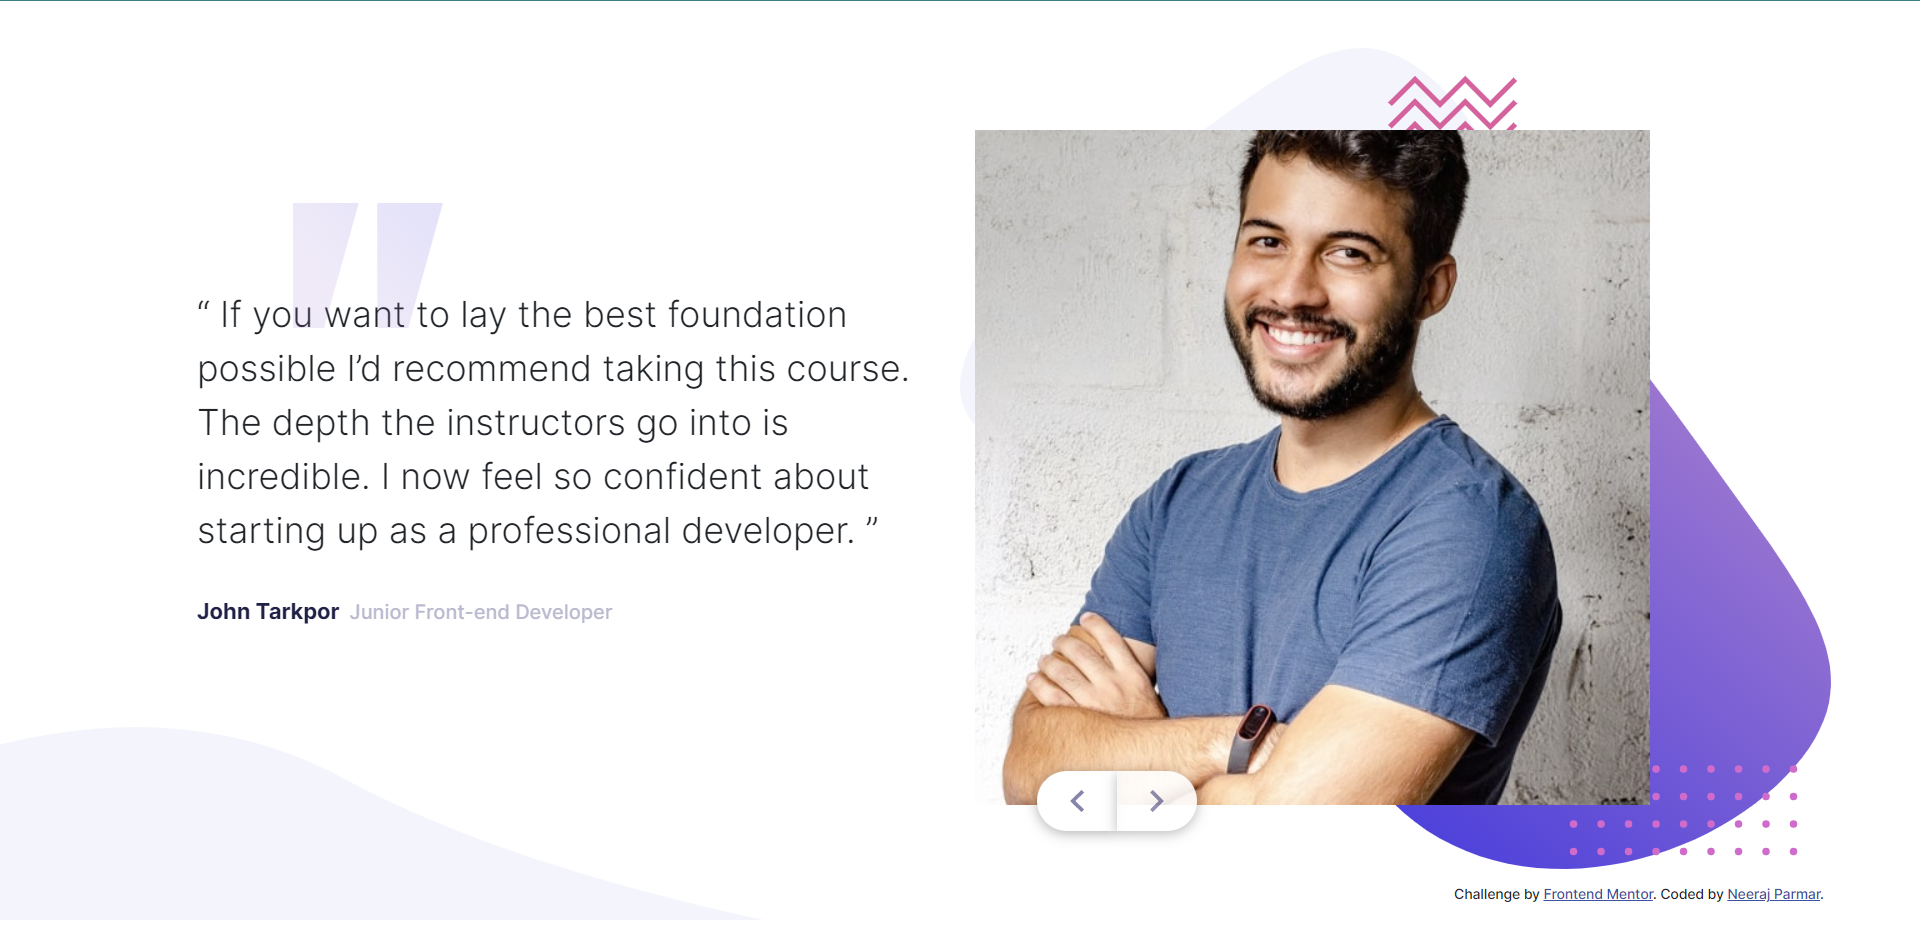 “ If you want to lay the best foundation
possible I’d recommend taking this course.
The depth the instructors go into is
incredible. I now feel so confident about
starting up as a professional developer. ”
John Tarkpor Junior Front-end Developer
Challenge by Frontend Mentor. Coded by Neeraj Parmar.